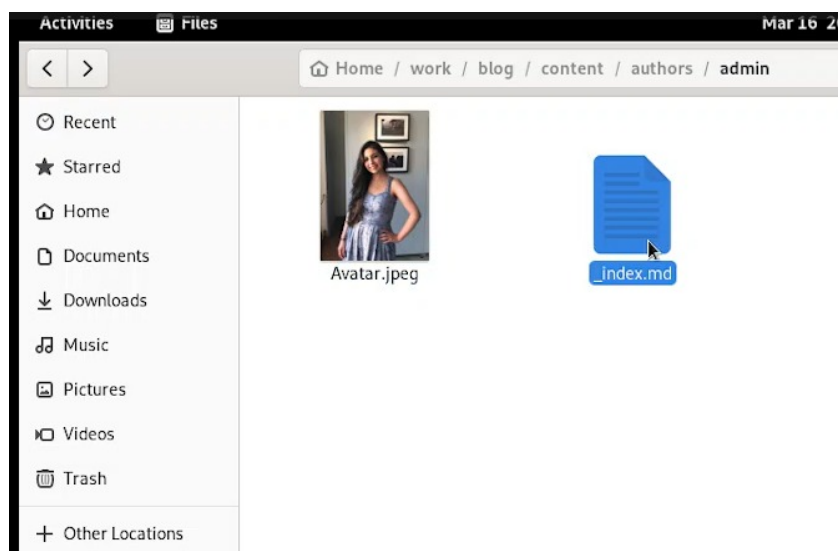 Activities Files Mar 16
Home / work / blog / content / authors / admin
Recent
Starred
Home
Documents
Downloads
Music
Pictures
Videos
Trash
Other Locations
Avatar.jpeg
_index.md